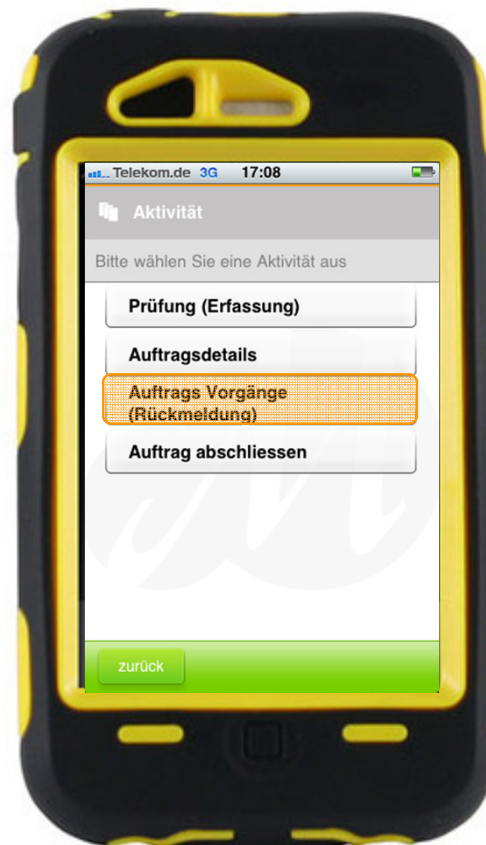 Telekom.de 3G 17:08
Aktivität
Bitte wählen Sie eine Aktivität aus
Prüfung (Erfassung)
Auftragsdetails
Auftrags Vorgänge
(Rückmeldung)
Auftrag abschliessen
zurück